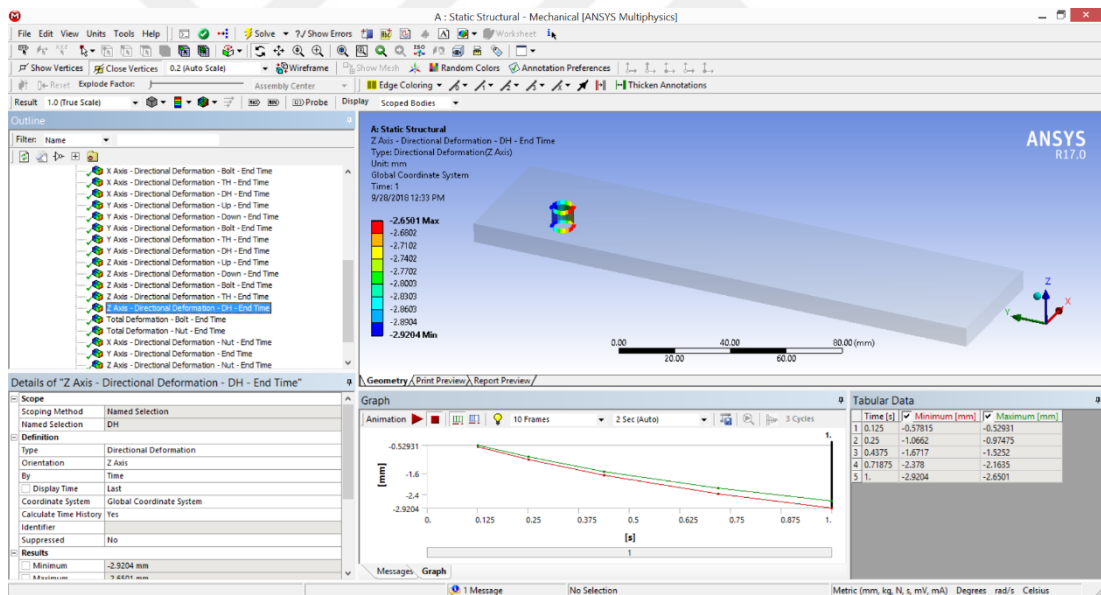 A : Static Structural - Mechanical [ANSYS Multiphysics]
File Edit View Units Tools Help Solve ?/ Show Errors Worksheet
Show Vertices Close Vertices 0.2 (Auto Scale) Wireframe Show Mesh Random Colors Annotation Preferences
Reset Explode Factor: Assembly Center Edge Coloring Thicken Annotations
Result 1.0 (True Scale) Probe Display Scoped Bodies
Outline
Filter: Name
X Axis - Directional Deformation - Bolt - End Time
X Axis - Directional Deformation - TH - End Time
X Axis - Directional Deformation - DH - End Time
Y Axis - Directional Deformation - Up - End Time
Y Axis - Directional Deformation - Down - End Time
Y Axis - Directional Deformation - Bolt - End Time
Y Axis - Directional Deformation - TH - End Time
Y Axis - Directional Deformation - DH - End Time
Z Axis - Directional Deformation - Up - End Time
Z Axis - Directional Deformation - Down - End Time
Z Axis - Directional Deformation - Bolt - End Time
Z Axis - Directional Deformation - TH - End Time
Z Axis - Directional Deformation - DH - End Time
Total Deformation - Bolt - End Time
Total Deformation - Nut - End Time
X Axis - Directional Deformation - Nut - End Time
Y Axis - Directional Deformation - End Time
Z Axis - Directional Deformation - Nut - End Time
A: Static Structural
Z Axis - Directional Deformation - DH - End Time
Type: Directional Deformation(Z Axis)
Unit: mm
Global Coordinate System
Time: 1
9/28/2018 12:33 PM
-2.6501 Max
-2.6802
-2.7102
-2.7402
-2.7702
-2.8003
-2.8303
-2.8603
-2.8904
-2.9204 Min
ANSYS
R17.0
Z
X
Y
0.00 40.00 80.00 (mm)
20.00 60.00
Geometry Print Preview Report Preview
Details of "Z Axis - Directional Deformation - DH - End Time"
Scope
Scoping Method Named Selection
Named Selection DH
Definition
Type Directional Deformation
Orientation Z Axis
By Time
Display Time Last
Coordinate System Global Coordinate System
Calculate Time History Yes
Identifier
Suppressed No
Results
Minimum -2.9204 mm
Maximum -2.6501 mm
Graph
Animation 10 Frames 2 Sec (Auto) 3 Cycles
1.
-0.52931
-1.6
-2.4
-2.9204
[mm]
0. 0.125 0.25 0.375 0.5 0.625 0.75 0.875 1.
[s]
1
Messages Graph
Tabular Data
Time [s] Minimum [mm] Maximum [mm]
1 0.125 -0.57815 -0.52931
2 0.25 -1.0662 -0.97475
3 0.4375 -1.6717 -1.5252
4 0.71875 -2.378 -2.1635
5 1. -2.9204 -2.6501
1 Message No Selection Metric (mm, kg, N, s, mV, mA) Degrees rad/s Celsius